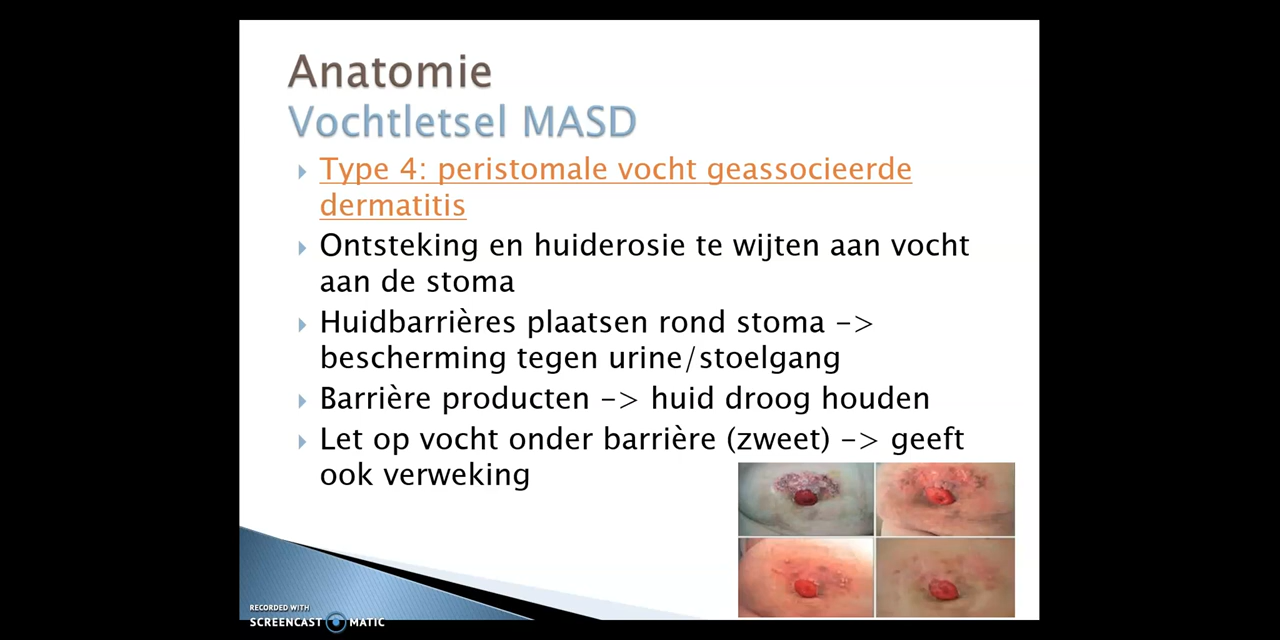 Anatomie
Vochtletsel MASD
Type 4: peristomale vocht geassocieerde
dermatitis
Ontsteking en huiderosie te wijten aan vocht
aan de stoma
Huidbarrières plaatsen rond stoma ->
bescherming tegen urine/stoelgang
Barrière producten -> huid droog houden
Let op vocht onder barrière (zweet) -> geeft
ook verweking
RECORDED WITH
SCREENCAST MATIC